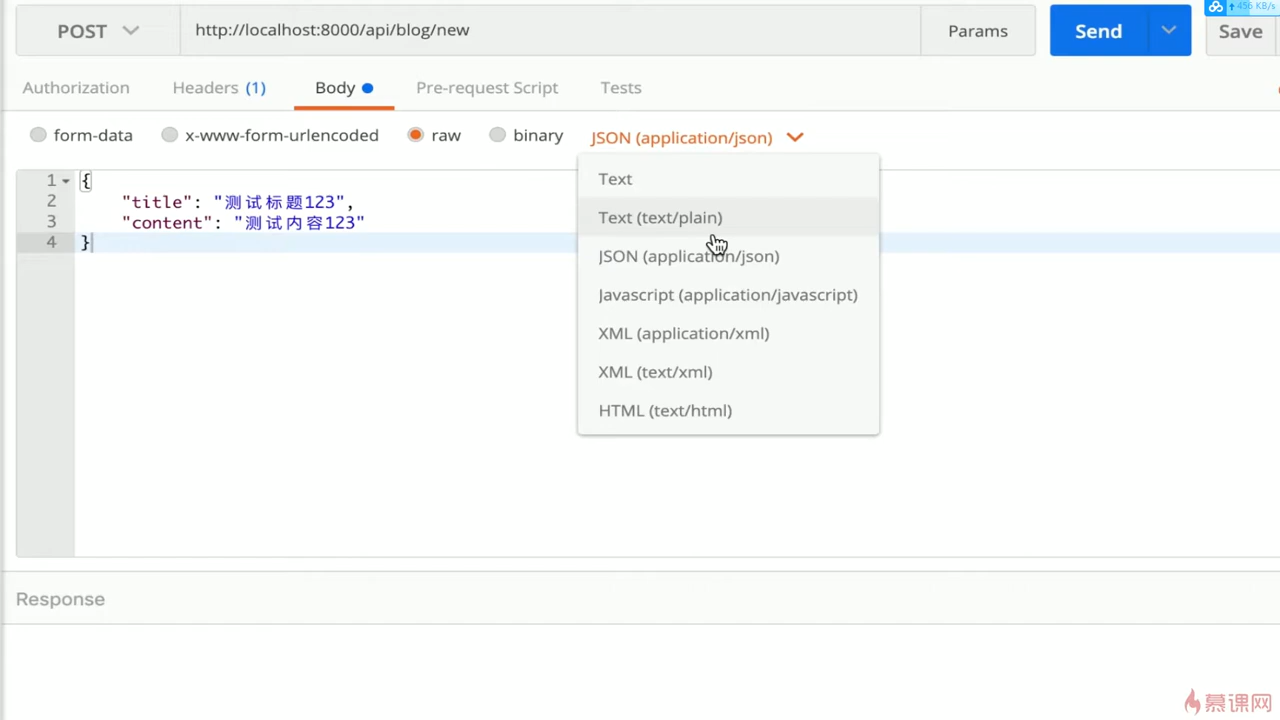 POST http://localhost:8000/api/blog/new Params Send Save
456 KB/s
Authorization Headers (1) Body Pre-request Script Tests
form-data x-www-form-urlencoded raw binary JSON (application/json)
Text
Text (text/plain)
JSON (application/json)
Javascript (application/javascript)
XML (application/xml)
XML (text/xml)
HTML (text/html)
1 {
2 "title": "测试标题123",
3 "content": "测试内容123"
4 }
Response
慕课网